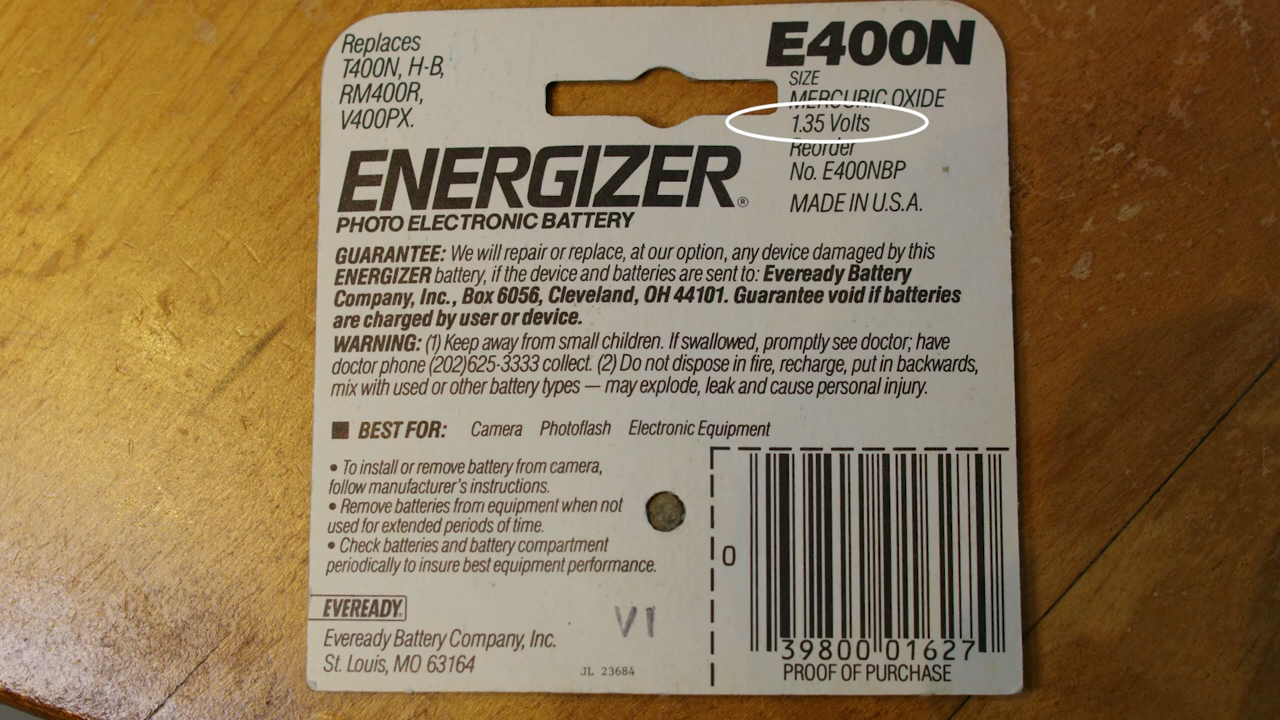 Replaces
T400N, H-B,
RM400R,
V400PX.
E400N
SIZE
MERCURIC OXIDE
1.35 Volts
Reorder
No. E400NBP
MADE IN U.S.A.
ENERGIZER®
PHOTO ELECTRONIC BATTERY
GUARANTEE: We will repair or replace, at our option, any device damaged by this
ENERGIZER battery, if the device and batteries are sent to: Eveready Battery
Company, Inc., Box 6056, Cleveland, OH 44101. Guarantee void if batteries
are charged by user or device.
WARNING: (1) Keep away from small children. If swallowed, promptly see doctor; have
doctor phone (202)625-3333 collect. (2) Do not dispose in fire, recharge, put in backwards,
mix with used or other battery types — may explode, leak and cause personal injury.
BEST FOR: Camera Photoflash Electronic Equipment
• To install or remove battery from camera,
follow manufacturer's instructions.
• Remove batteries from equipment when not
used for extended periods of time.
• Check batteries and battery compartment
periodically to insure best equipment performance.
EVEREADY
Eveready Battery Company, Inc.
St. Louis, MO 63164
JL 23684
V1
0
39800 01627
PROOF OF PURCHASE